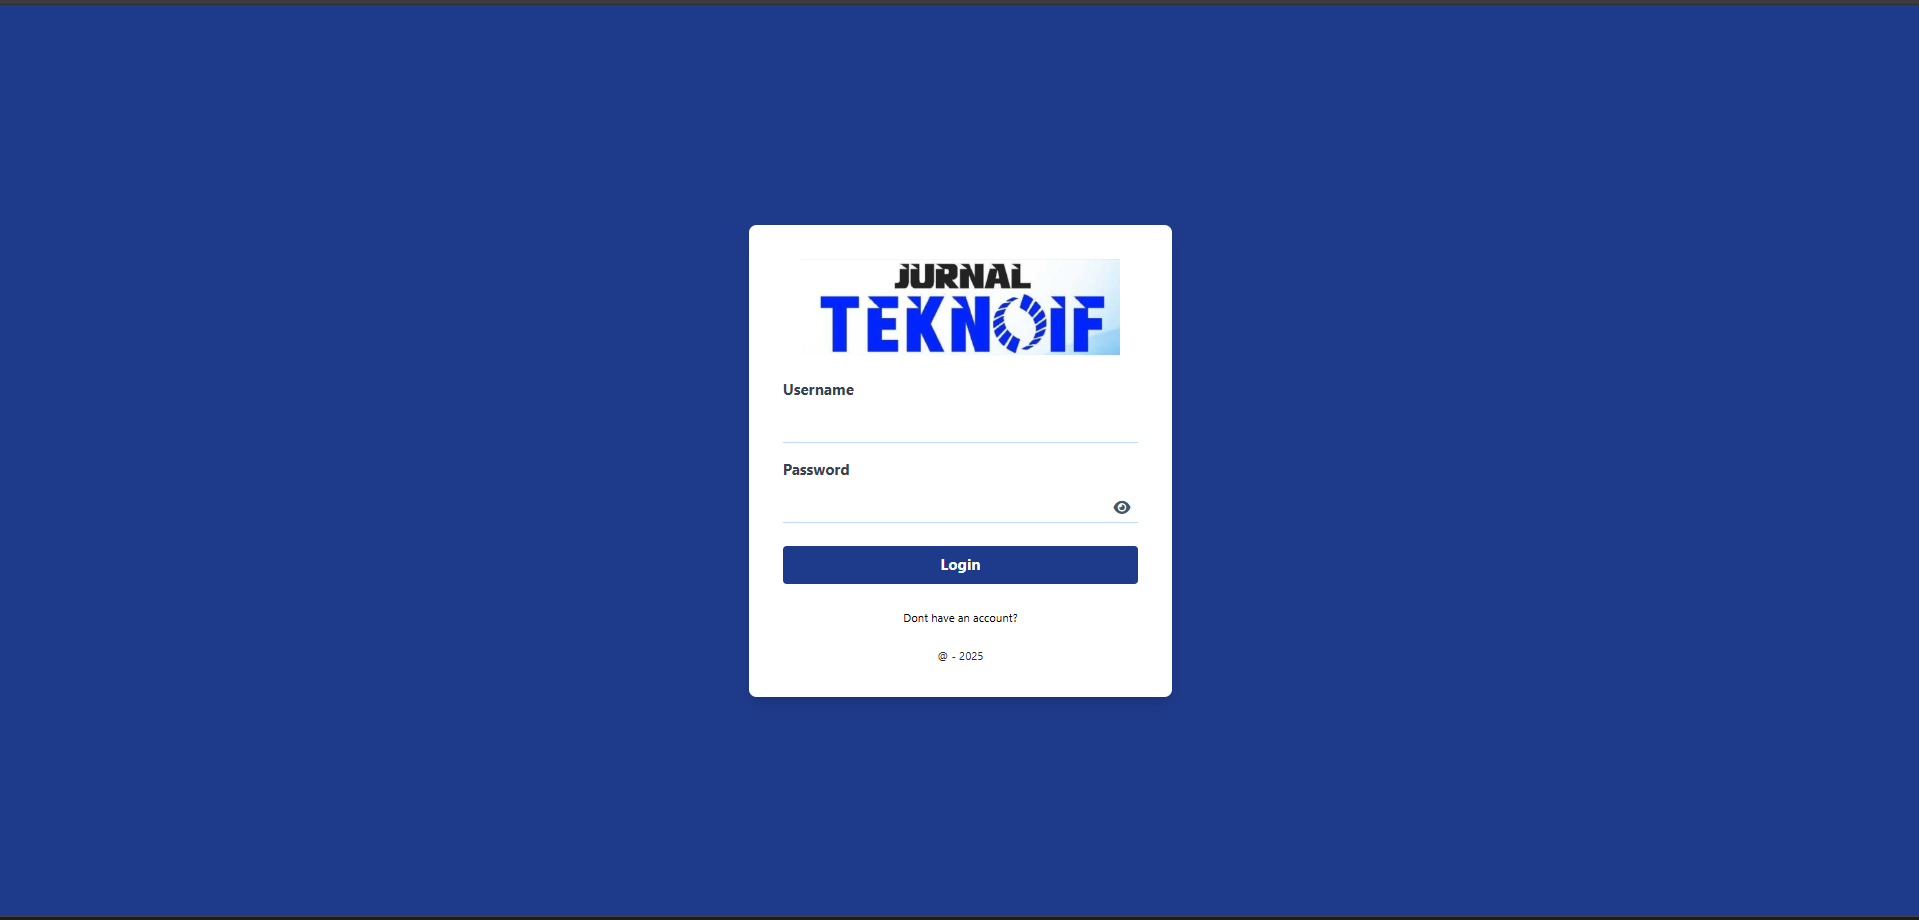 JURNAL
TEKNOIF
Username
Password
Login
Dont have an account?
@ - 2025